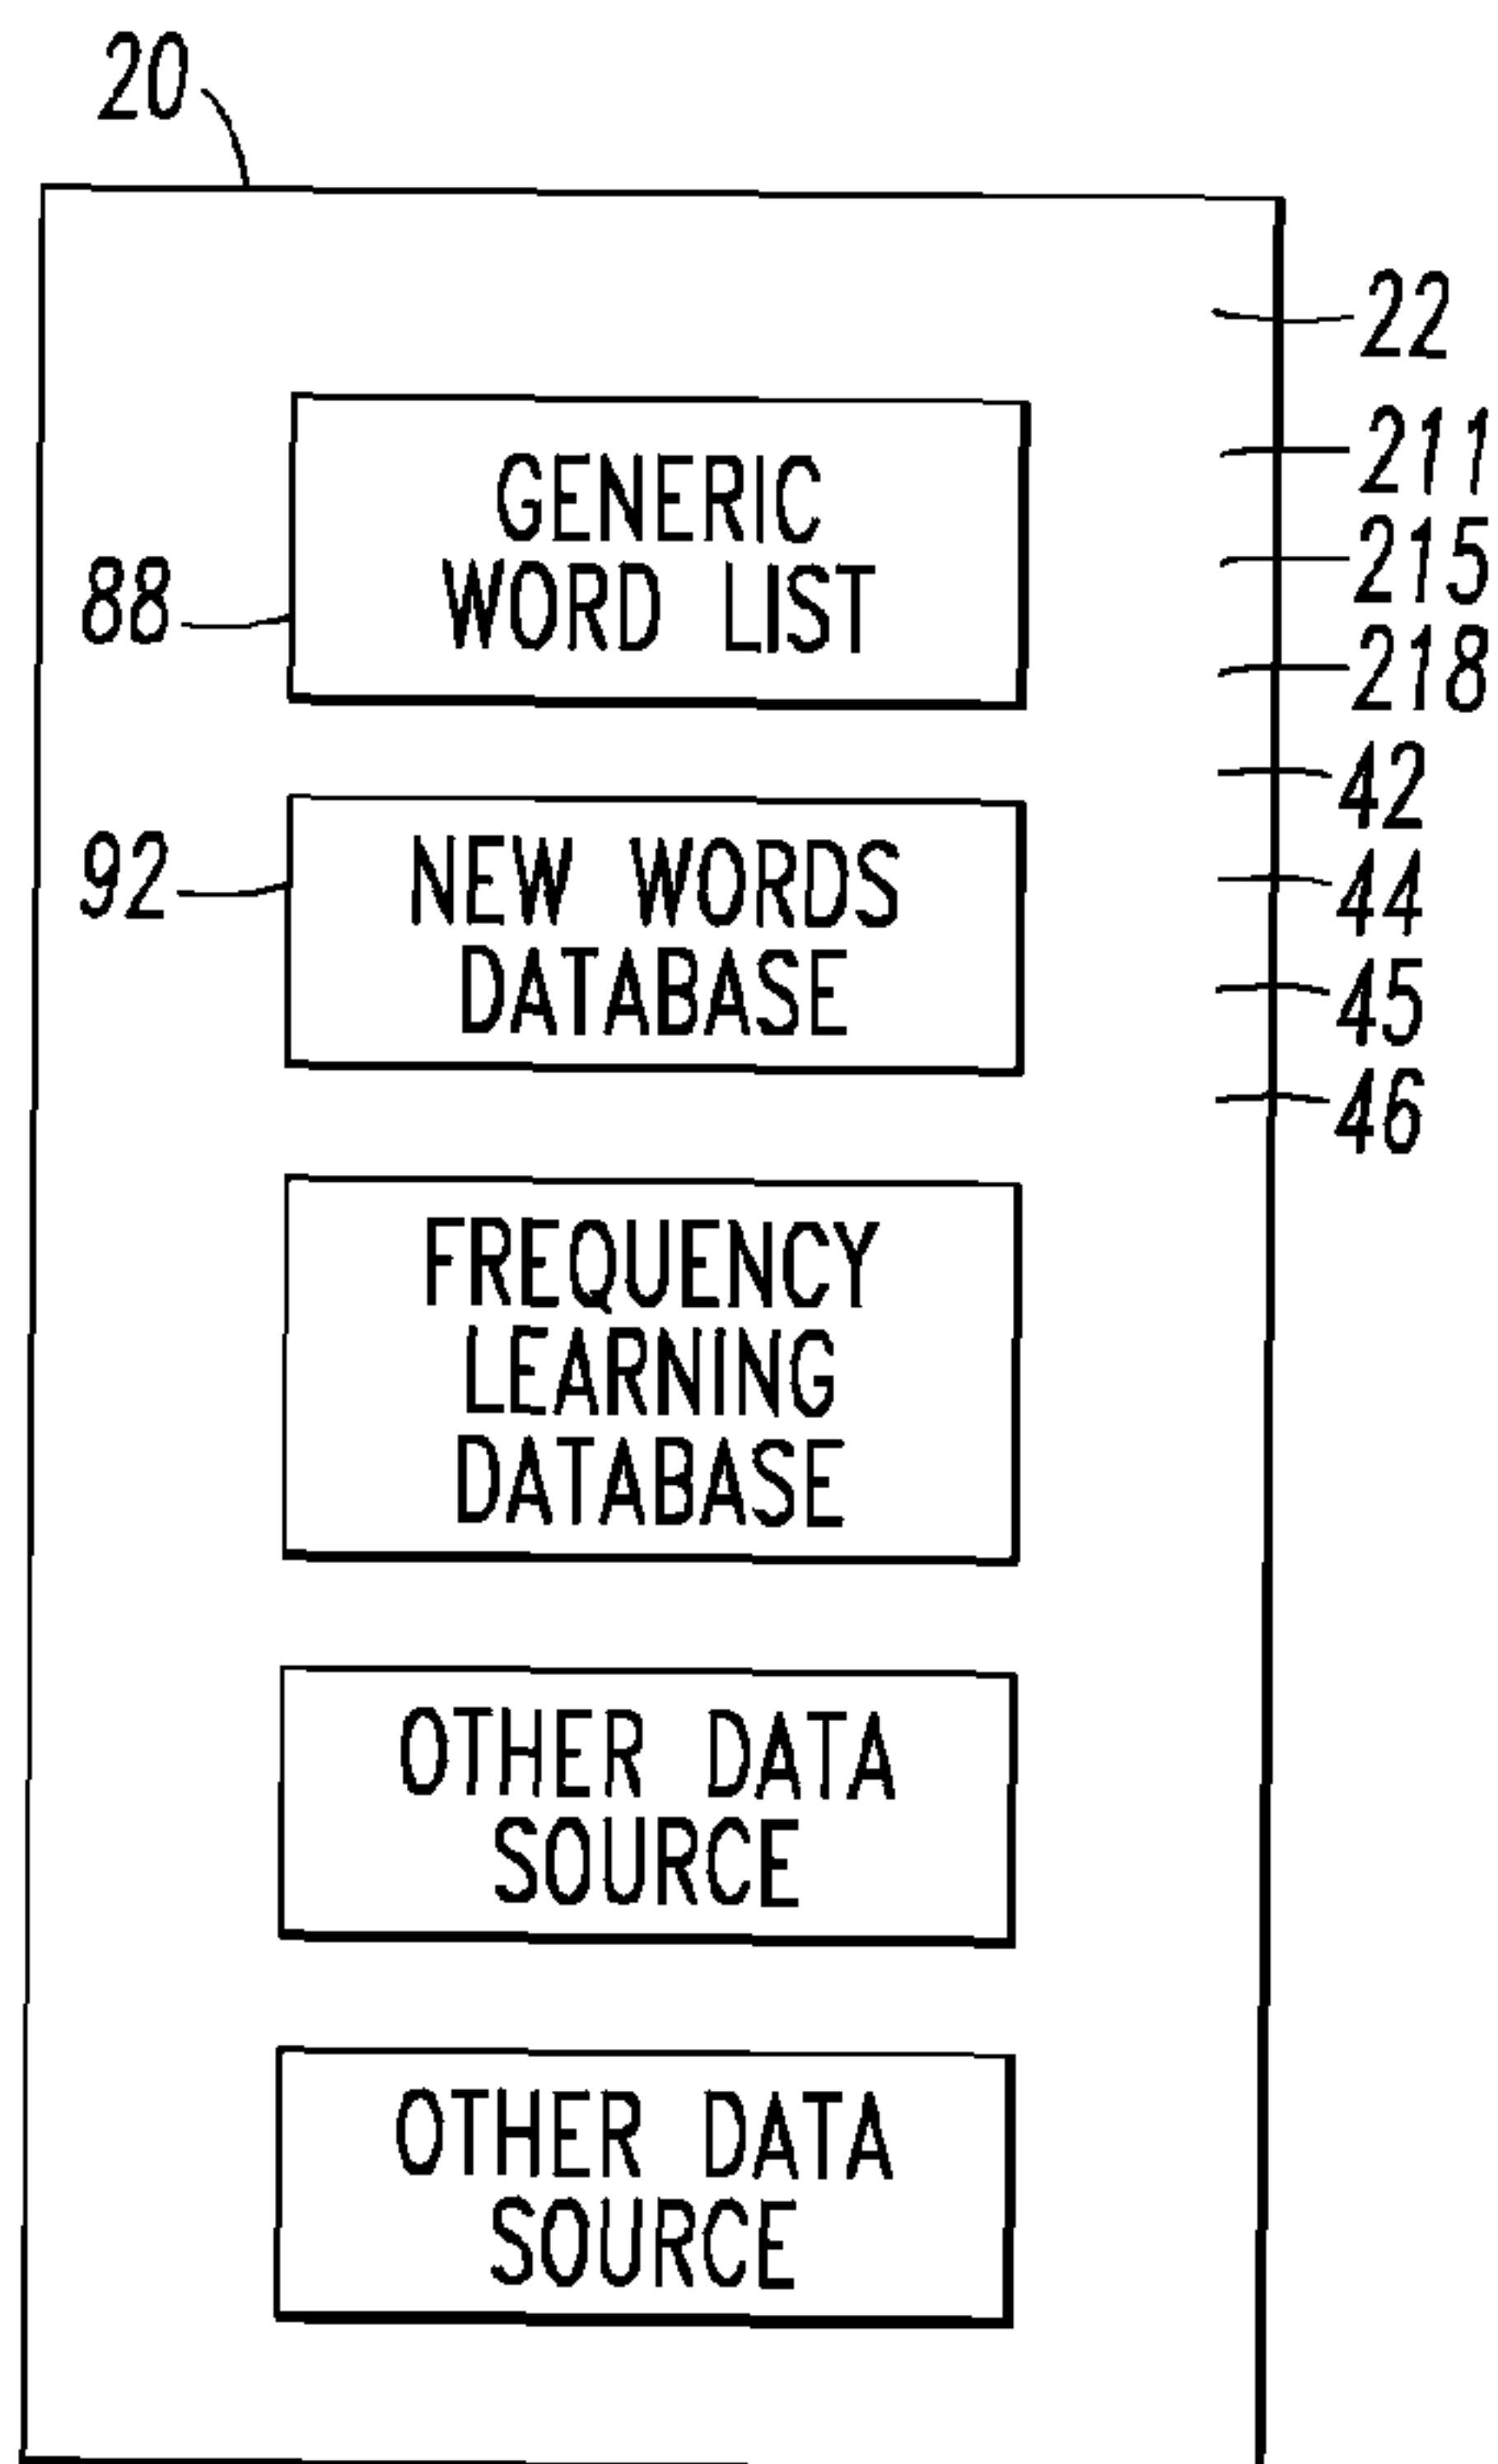 20
22
GENERIC
WORD LIST
88
211
215
218
42
NEW WORDS
DATABASE
92
44
45
46
FREQUENCY
LEARNING
DATABASE
OTHER DATA
SOURCE
OTHER DATA
SOURCE